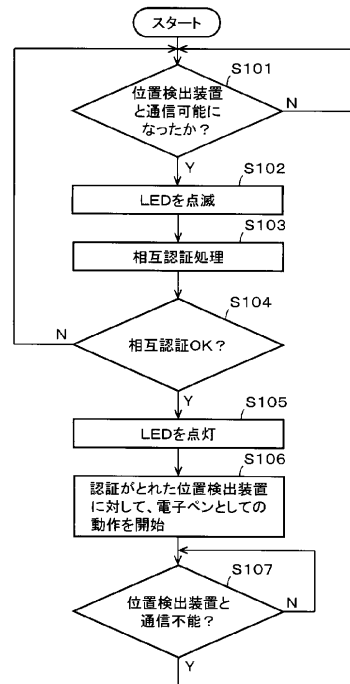 スタート
S101
位置検出装置
と通信可能に
なったか？
N
Y
S102
LEDを点滅
S103
相互認証処理
S104
N
相互認証OK？
Y
S105
LEDを点灯
S106
認証がとれた位置検出装置
に対して、電子ペンとしての
動作を開始
S107
位置検出装置と
通信不能？
N
Y